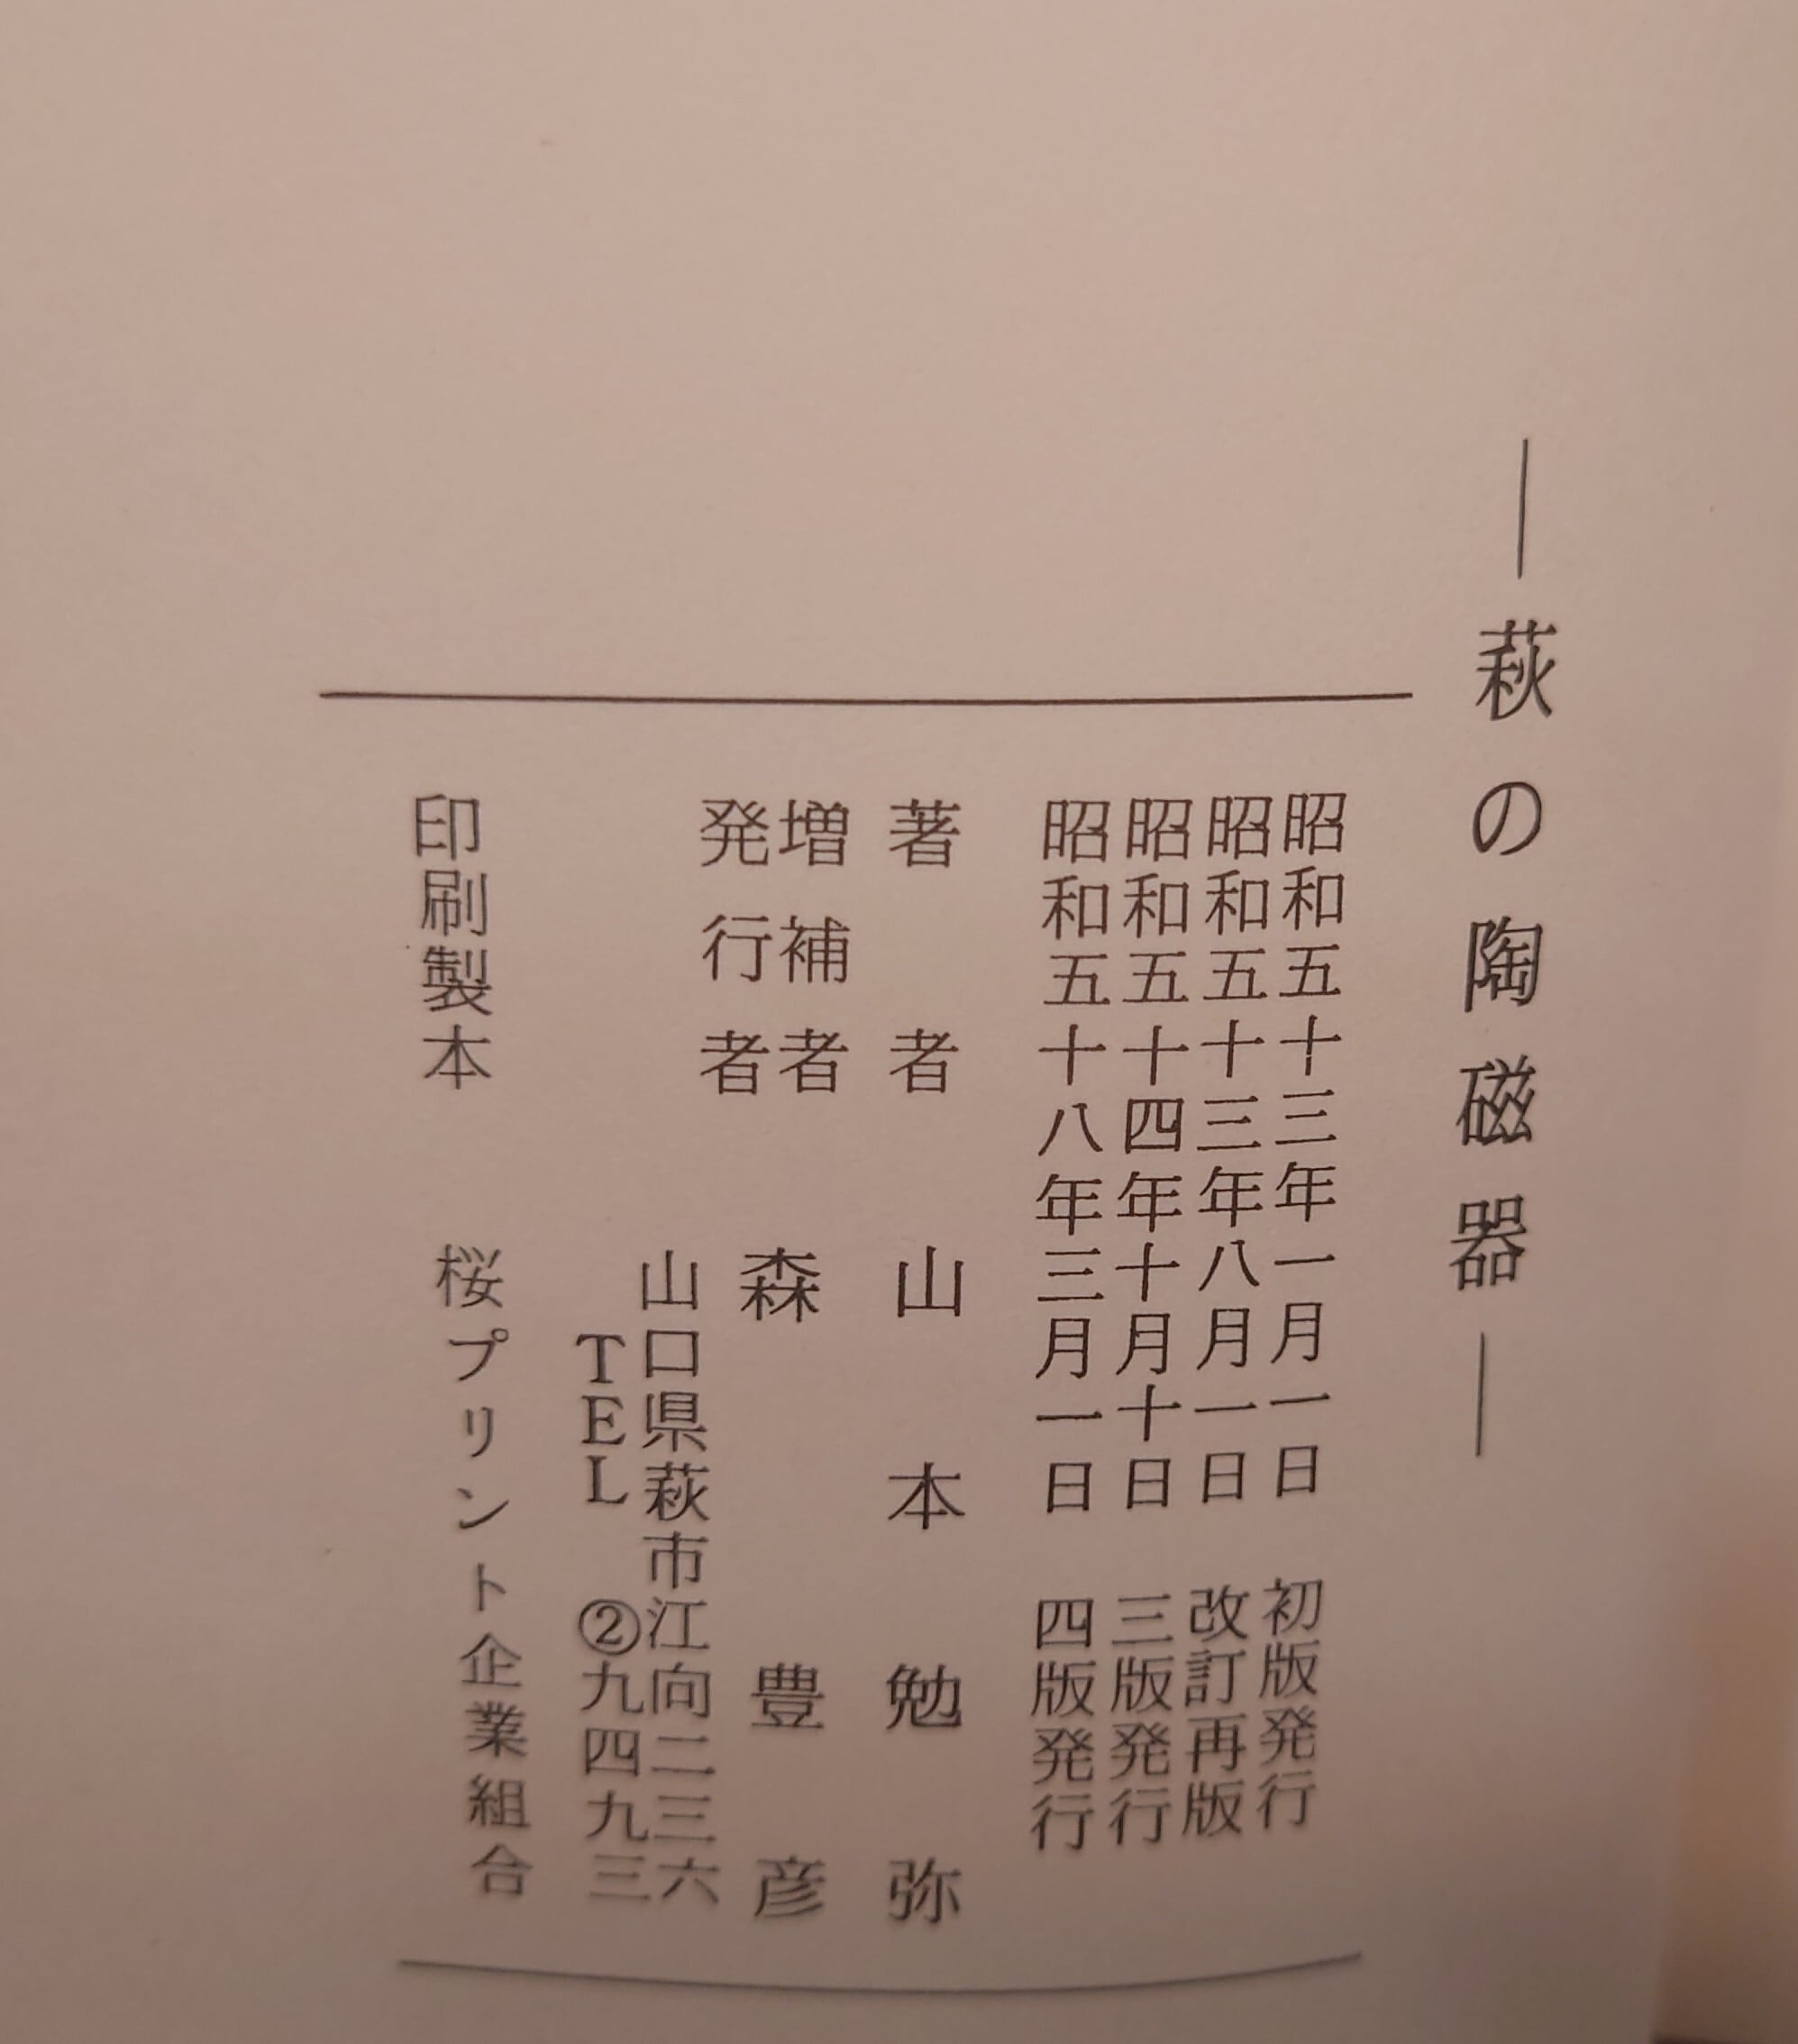 ―萩の陶磁器―
昭和五十三年一月一日 初版発行
昭和五十三年八月一日 改訂再版
昭和五十四年十月十日 三版発行
昭和五十八年三月一日 四版発行
著者 山本勉弥
増補者
発行者 森豊彦
山口県萩市江向二三六
TEL ②九四九三
印刷製本 桜プリント企業組合